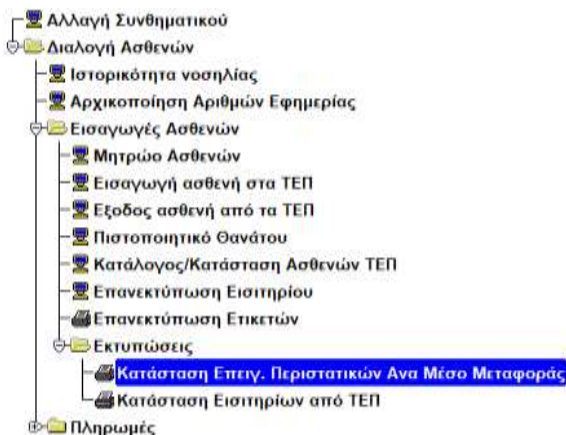 Αλλαγή Συνθηματικού
Διαλογή Ασθενών
Ιστορικότητα νοσηλίας
Αρχικοποίηση Αριθμών Εφημερίας
Εισαγωγές Ασθενών
Μητρώο Ασθενών
Εισαγωγή ασθενή στα ΤΕΠ
Εξοδος ασθενή από τα ΤΕΠ
Πιστοποιητικό Θανάτου
Κατάλογος/Κατάσταση Ασθενών ΤΕΠ
Επανεκτύπωση Εισιτηρίου
Επανεκτύπωση Ετικετών
Εκτυπώσεις
Κατάσταση Επειγ. Περιστατικών Ανα Μέσο Μεταφοράς
Κατάσταση Εισιτηρίων από ΤΕΠ
Πληρωμές